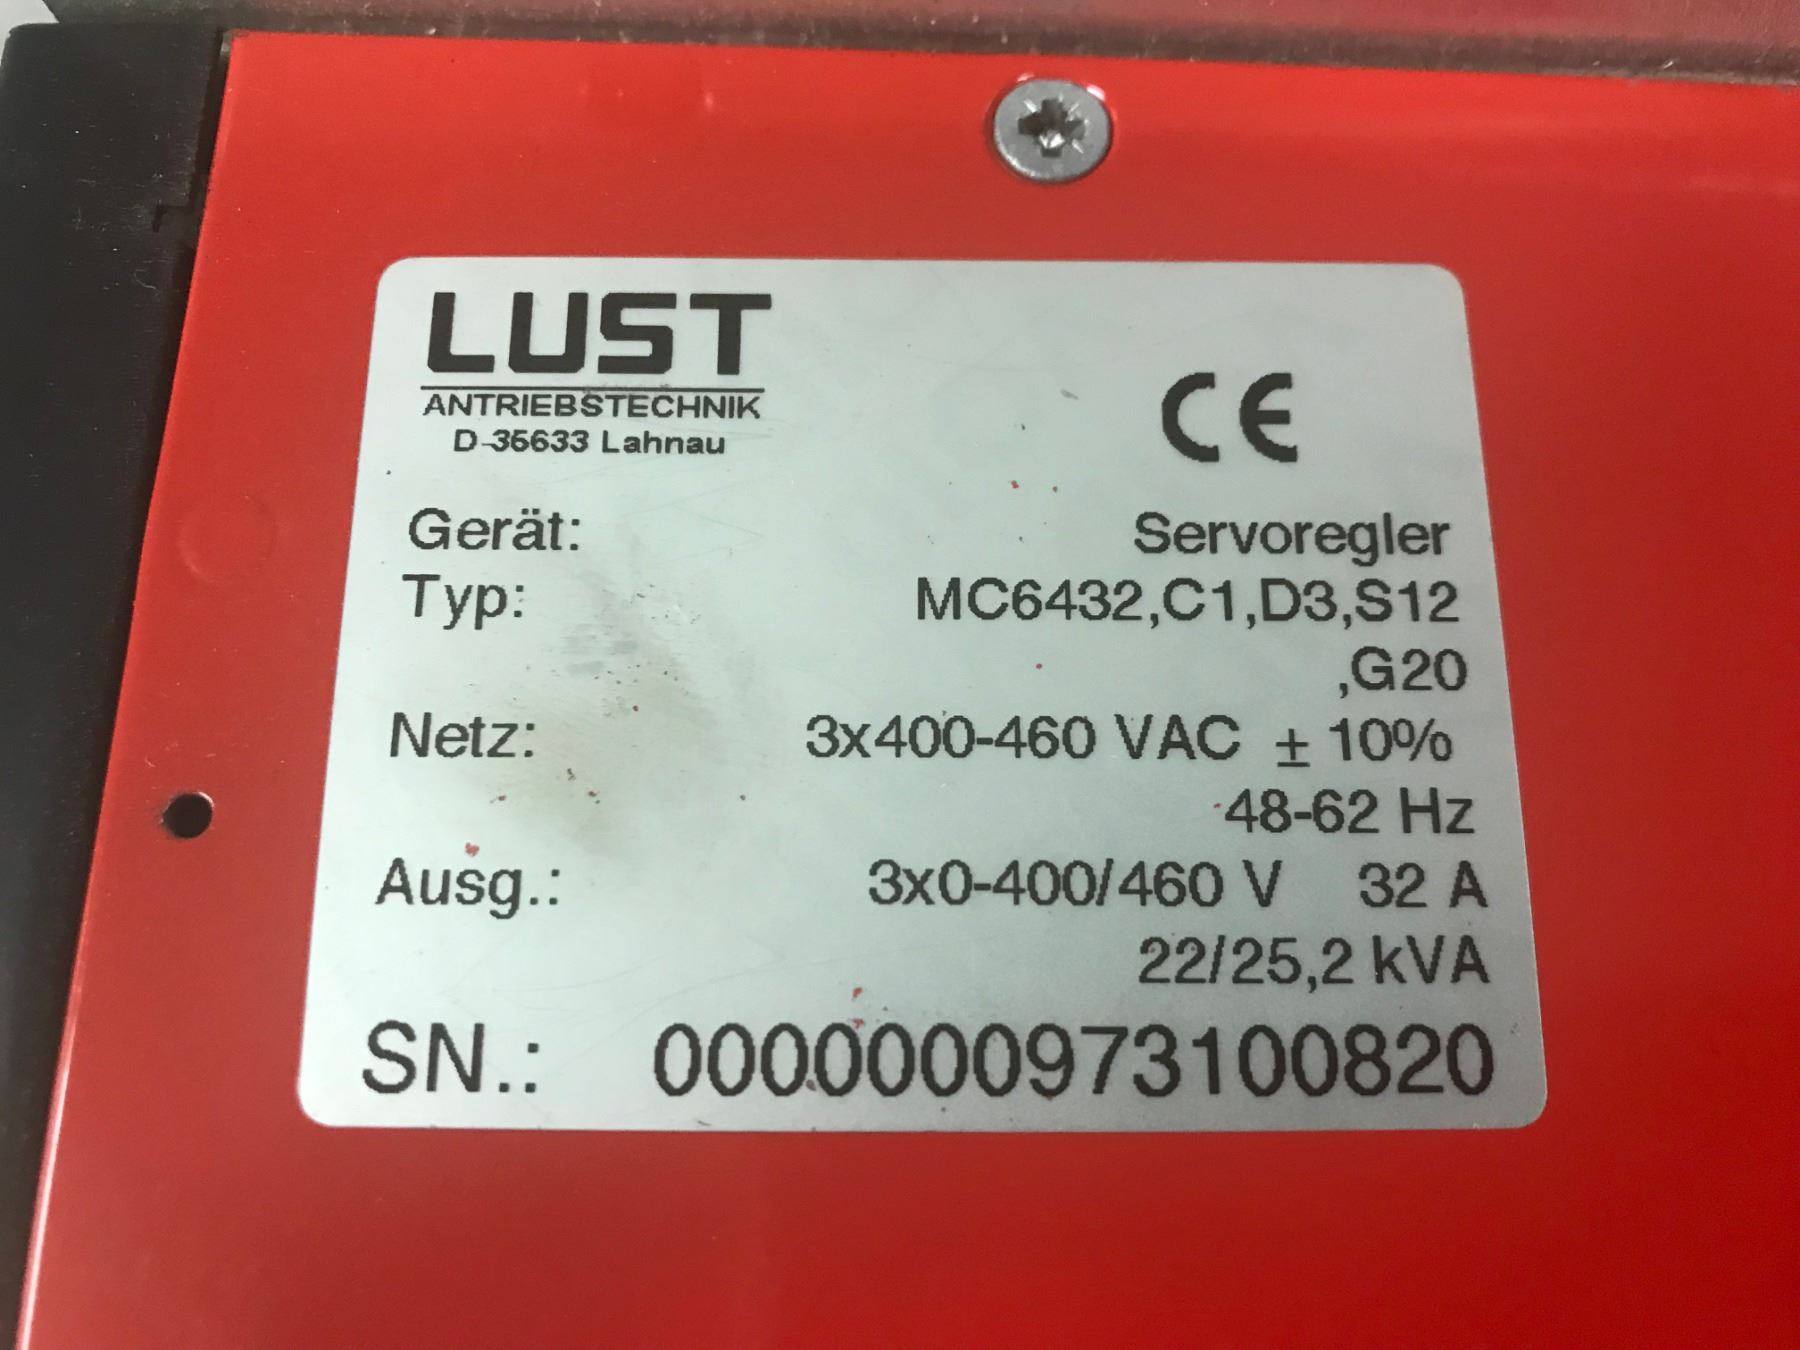 LUST
ANTRIEBSTECHNIK
D-35633 Lahnau
CE
Gerät: Servoregler
Typ: MC6432,C1,D3,S12
,G20
Netz: 3x400-460 VAC ± 10%
48-62 Hz
Ausg.: 3x0-400/460 V 32 A
22/25,2 kVA
SN.: 0000000973100820